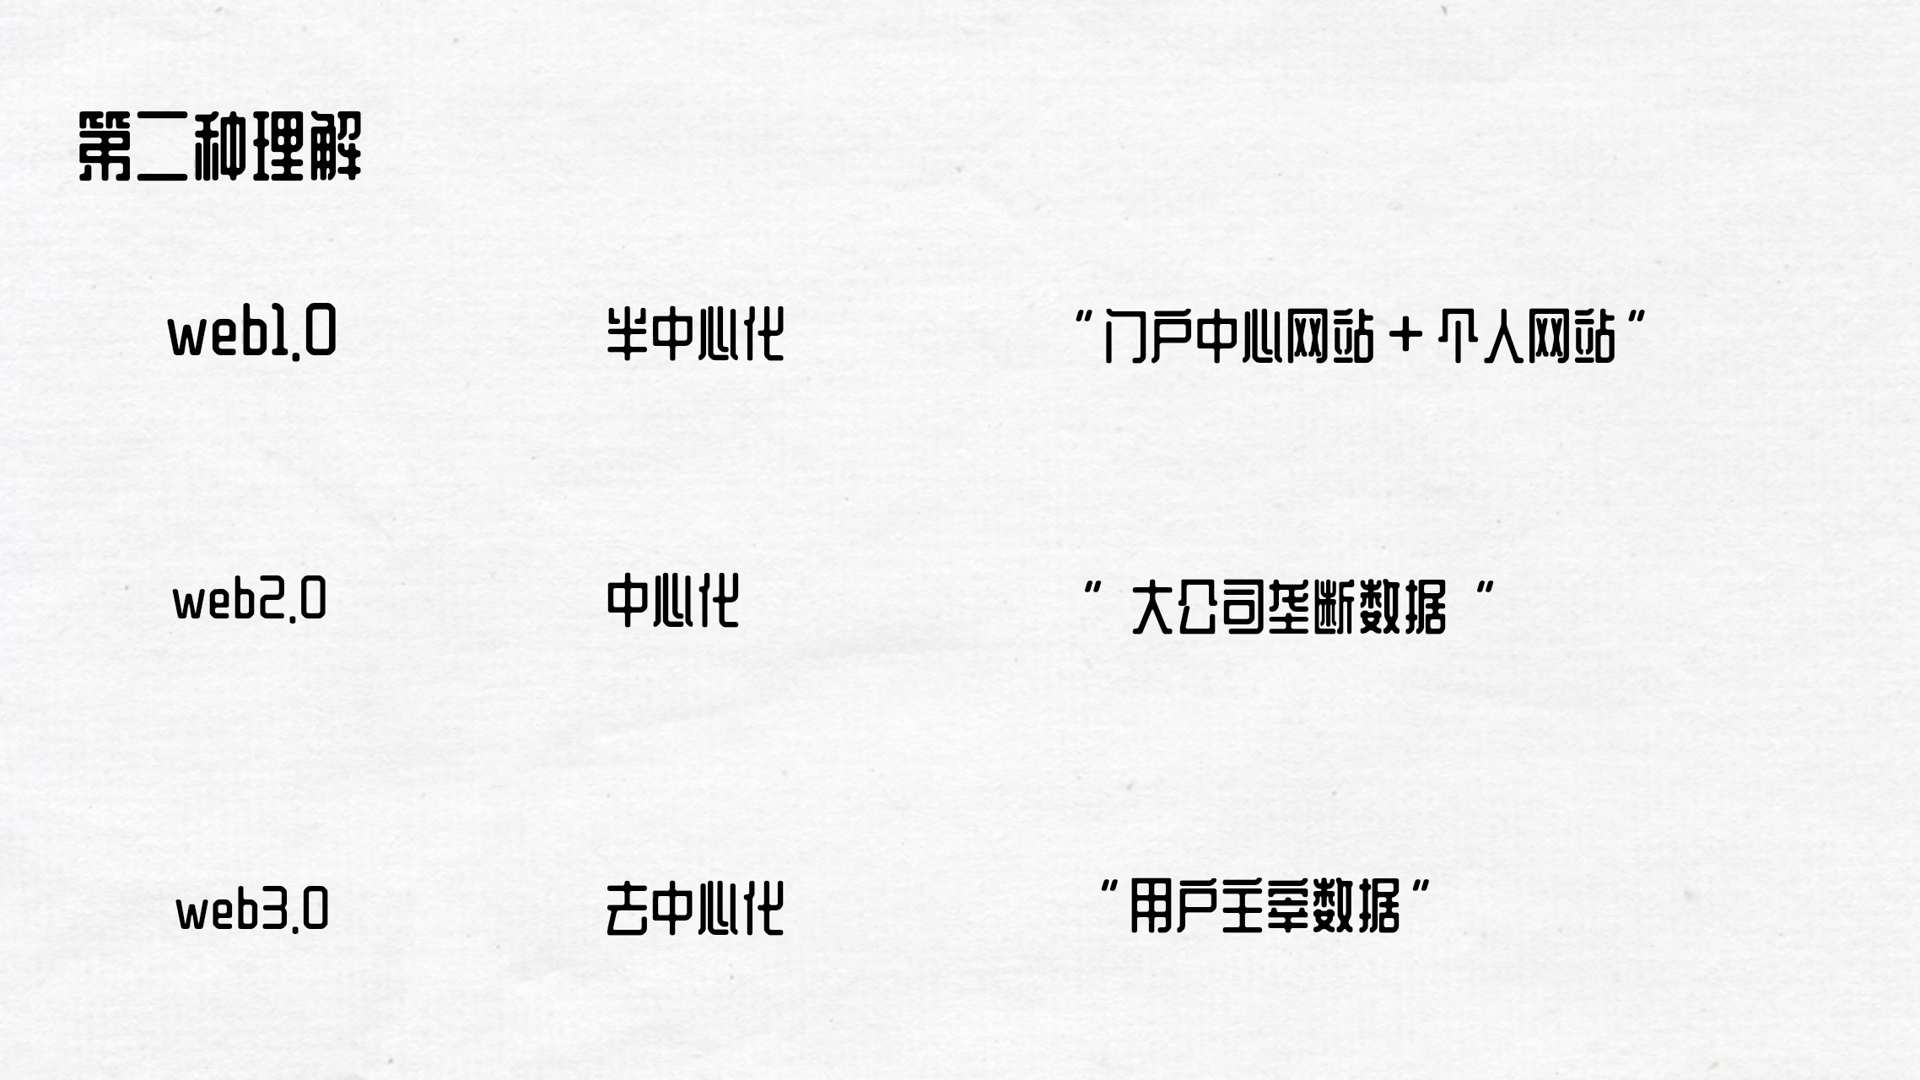 第二种理解
web1.0 半中心化 “门户中心网站 + 个人网站”
web2.0 中心化 “ 大公司垄断数据 “
web3.0 去中心化 “用户主宰数据”